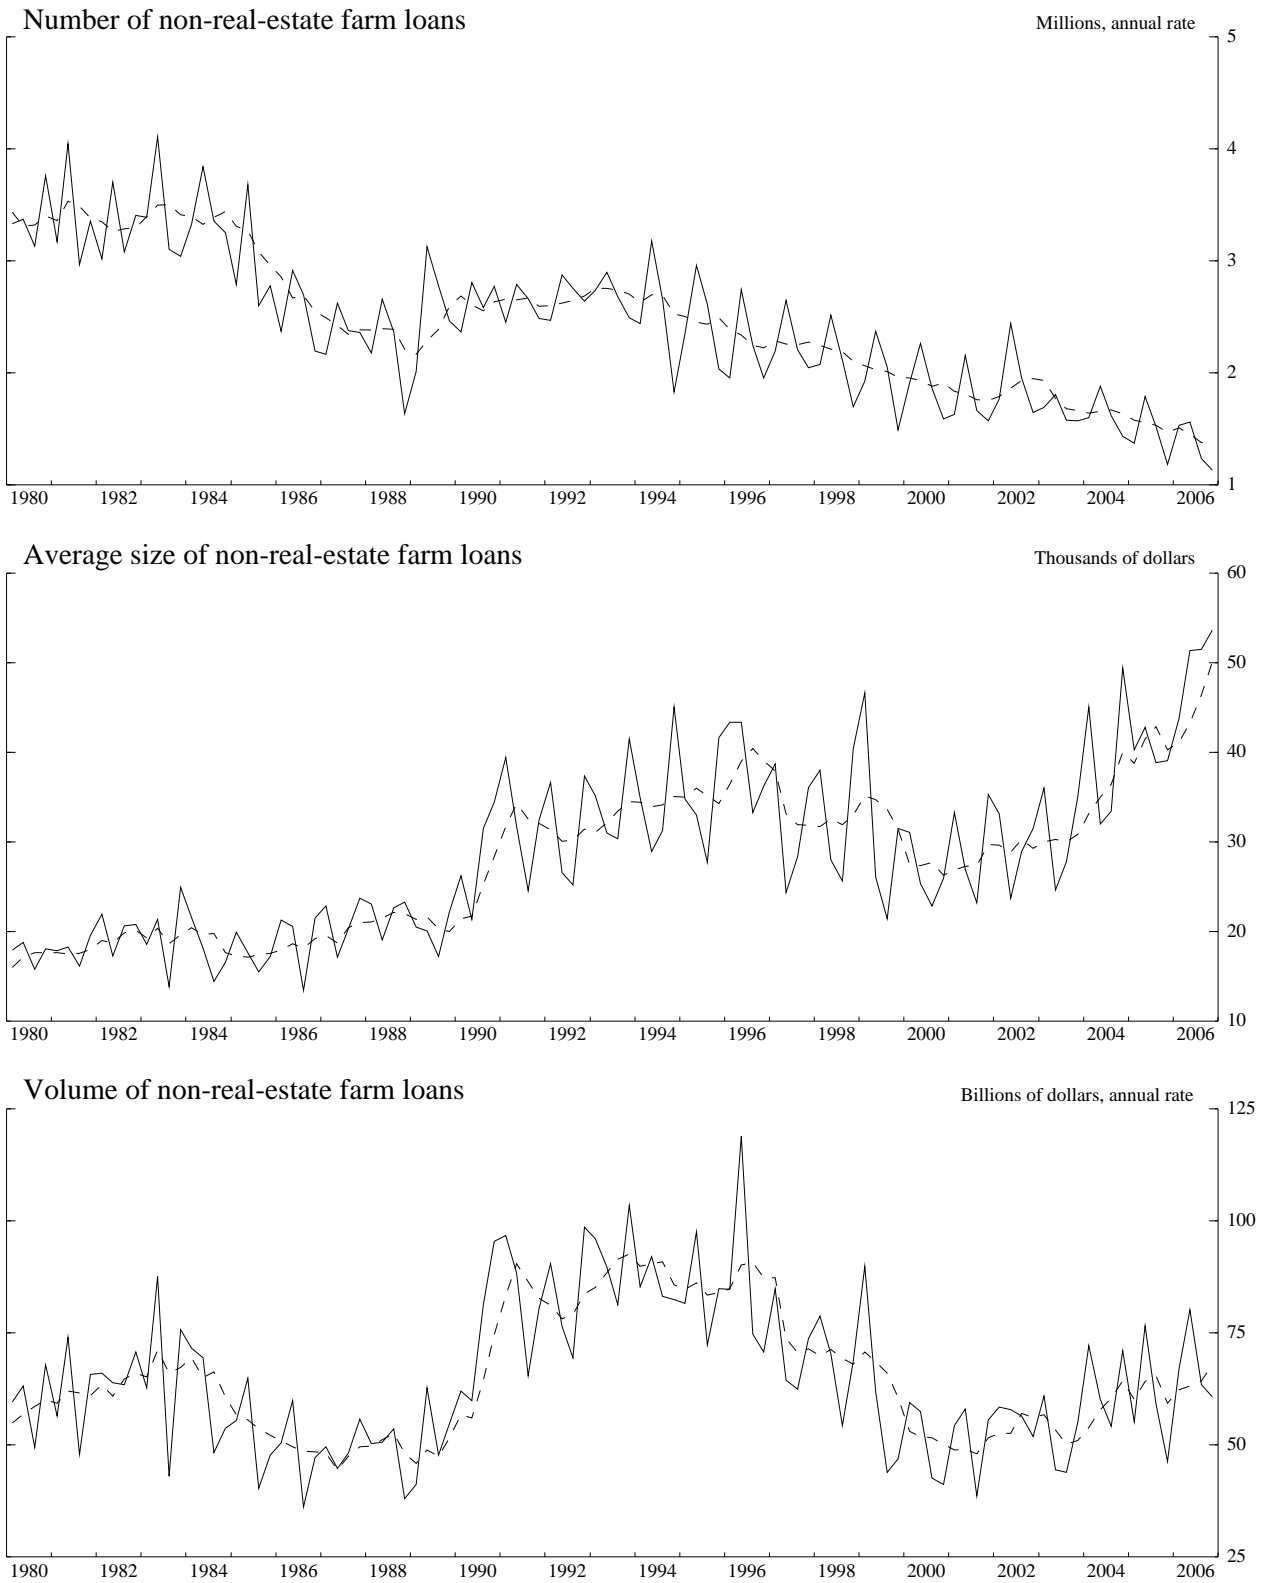 Number of non-real-estate farm loans
Millions, annual rate
5
4
3
2
1
1980 1982 1984 1986 1988 1990 1992 1994 1996 1998 2000 2002 2004 2006
Average size of non-real-estate farm loans
Thousands of dollars
60
50
40
30
20
10
1980 1982 1984 1986 1988 1990 1992 1994 1996 1998 2000 2002 2004 2006
Volume of non-real-estate farm loans
Billions of dollars, annual rate
125
100
75
50
25
1980 1982 1984 1986 1988 1990 1992 1994 1996 1998 2000 2002 2004 2006